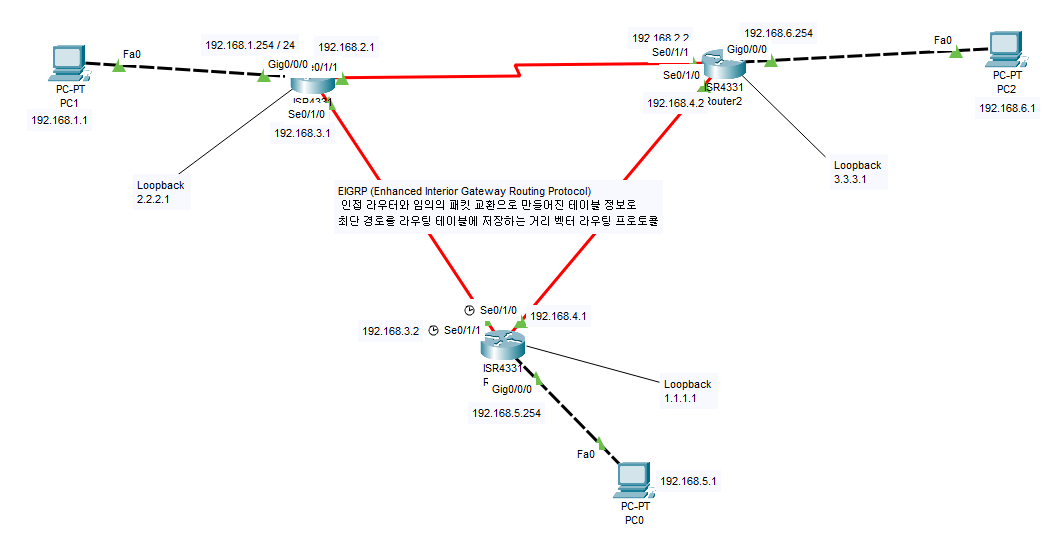 192.168.1.254 / 24
192.168.2.1
Fa0
Gig0/0/0
0/1/1
PC-PT
PC1
192.168.1.1
ISR4331
Se0/1/0
192.168.3.1
Loopback
2.2.2.1
192.168.2.2
Se0/1/1
192.168.6.254
Gig0/0/0
Se0/1/0
ISR4331
Router2
192.168.4.2
Fa0
PC-PT
PC2
192.168.6.1
Loopback
3.3.3.1
EIGRP (Enhanced Interior Gateway Routing Protocol)
인접 라우터와 임의의 패킷 교환으로 만들어진 테이블 정보로
최단 경로를 라우팅 테이블에 저장하는 거리 벡터 라우팅 프로토콜
Se0/1/0
192.168.4.1
192.168.3.2
Se0/1/1
ISR4331
R
Gig0/0/0
192.168.5.254
Loopback
1.1.1.1
Fa0
192.168.5.1
PC-PT
PC0